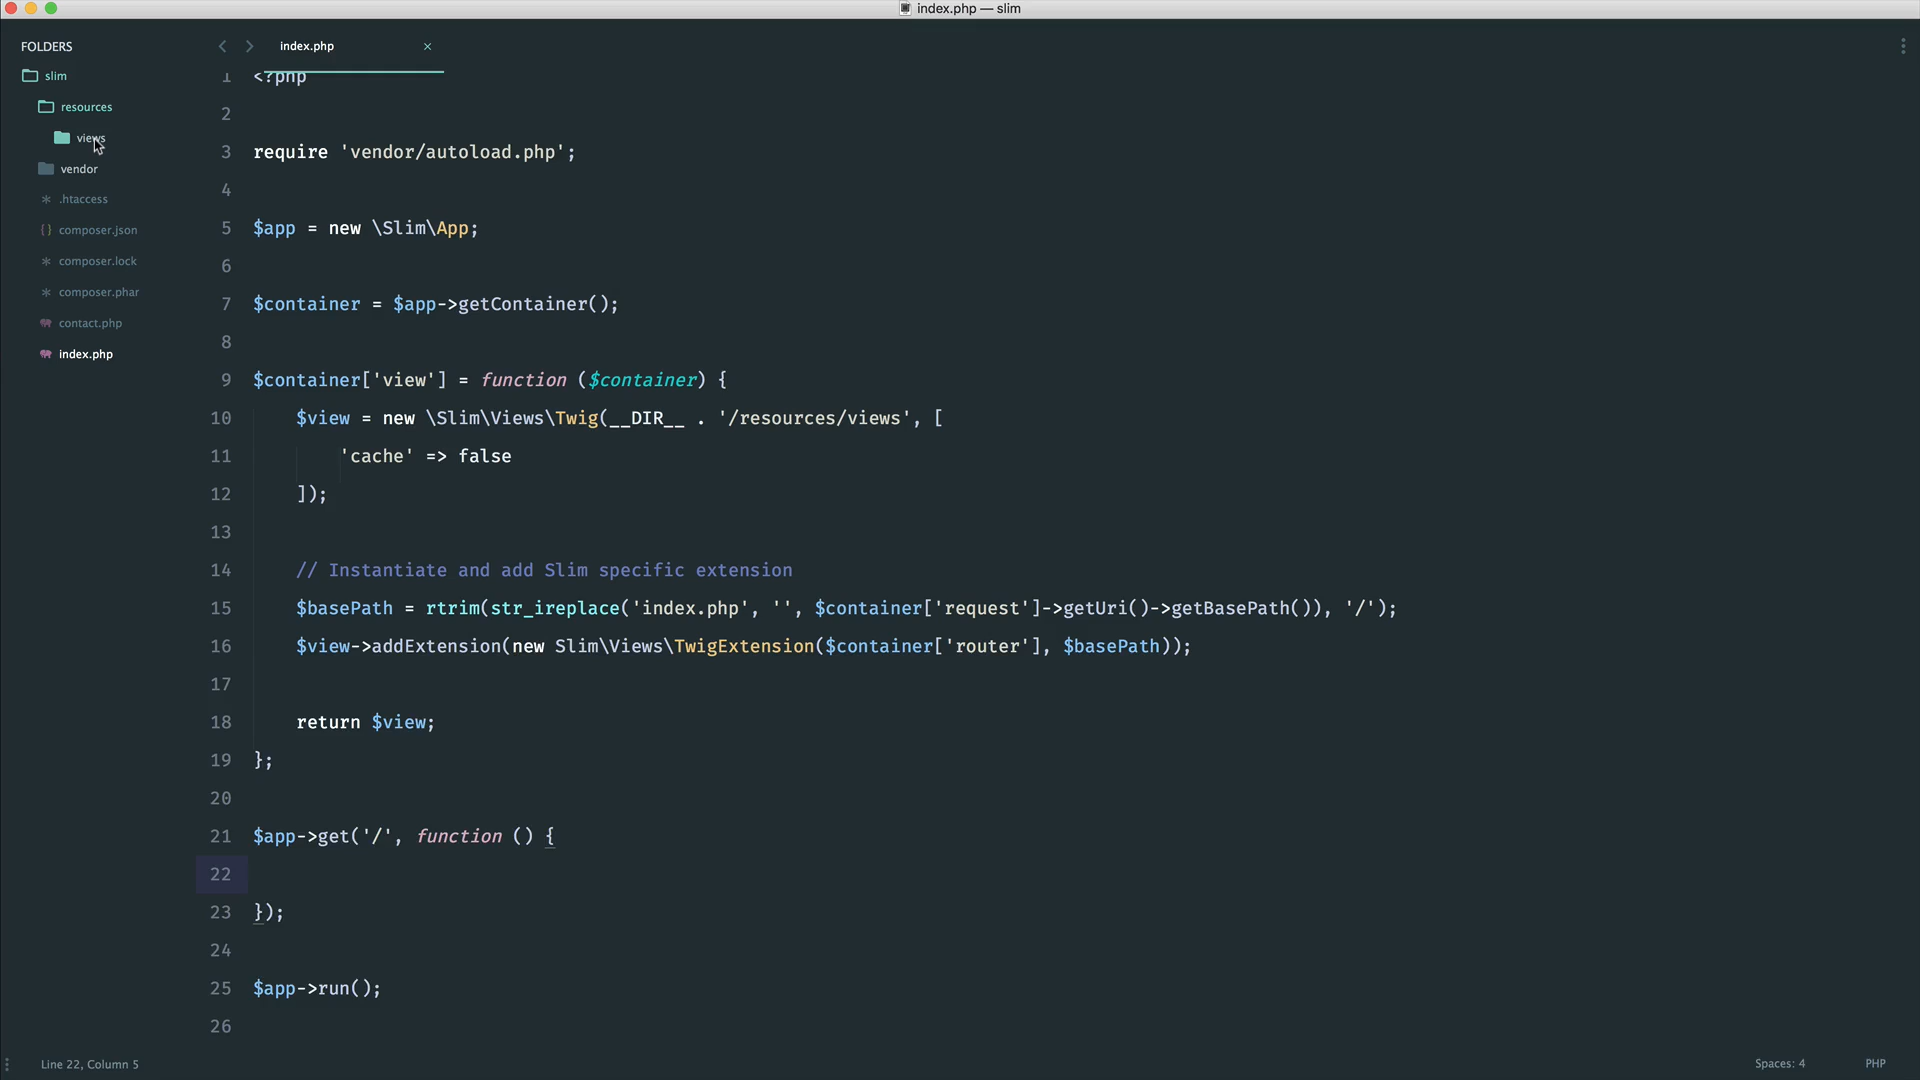 index.php — slim
FOLDERS
slim
resources
views
vendor
.htaccess
composer.json
composer.lock
composer.phar
contact.php
index.php
index.php
1 <?php
2
3 require 'vendor/autoload.php';
4
5 $app = new \Slim\App;
6
7 $container = $app->getContainer();
8
9 $container['view'] = function ($container) {
10     $view = new \Slim\Views\Twig(__DIR__ . '/resources/views', [
11         'cache' => false
12     ]);
13
14     // Instantiate and add Slim specific extension
15     $basePath = rtrim(str_ireplace('index.php', '', $container['request']->getUri()->getBasePath()), '/');
16     $view->addExtension(new Slim\Views\TwigExtension($container['router'], $basePath));
17
18     return $view;
19 };
20
21 $app->get('/', function () {
22
23 });
24
25 $app->run();
26
Line 22, Column 5
Spaces: 4
PHP